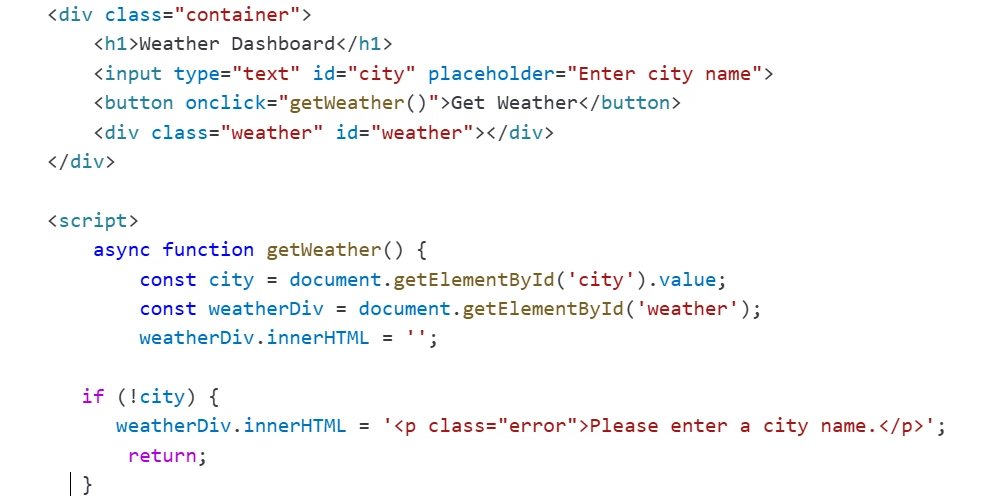 <div class="container">
    <h1>Weather Dashboard</h1>
    <input type="text" id="city" placeholder="Enter city name">
    <button onclick="getWeather()">Get Weather</button>
    <div class="weather" id="weather"></div>
</div>
<script>
    async function getWeather() {
        const city = document.getElementById('city').value;
        const weatherDiv = document.getElementById('weather');
        weatherDiv.innerHTML = '';
   if (!city) {
      weatherDiv.innerHTML = '<p class="error">Please enter a city name.</p>';
       return;
   }